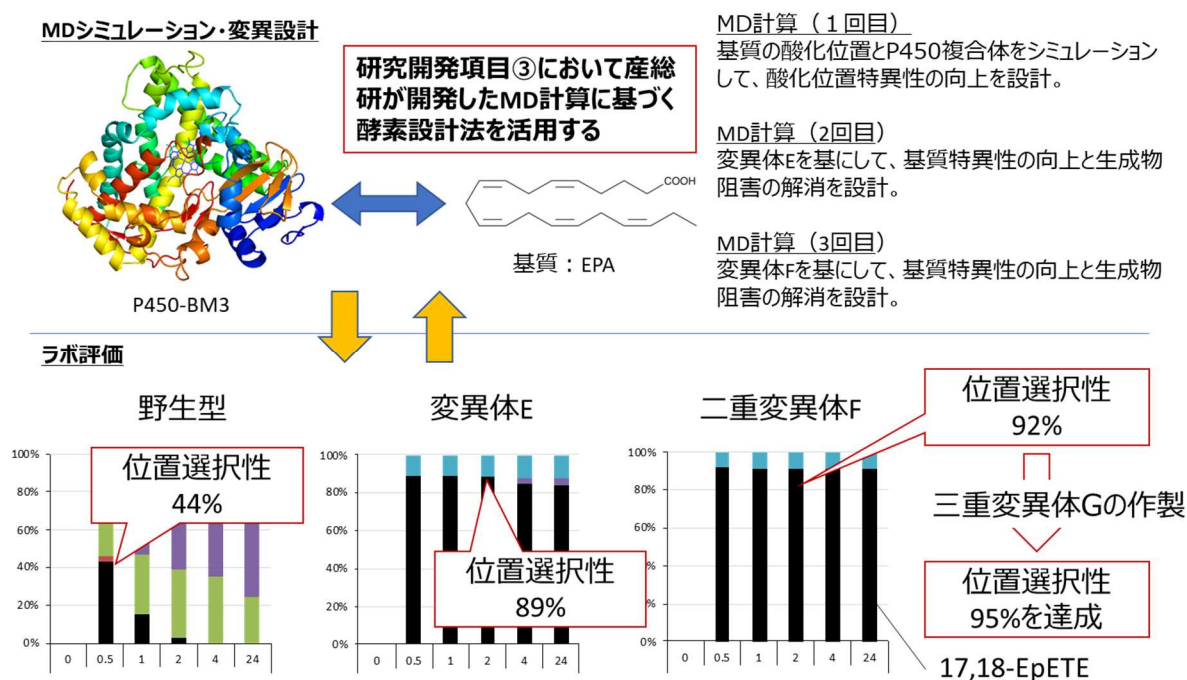 MDシミュレーション・変異設計
研究開発項目③において産総
研が開発したMD計算に基づく
酵素設計法を活用する
P450-BM3
COOH
基質：EPA
MD計算（１回目）
基質の酸化位置とP450複合体をシミュレーション
して、酸化位置特異性の向上を設計。
MD計算（2回目）
変異体Eを基にして、基質特異性の向上と生成物
阻害の解消を設計。
MD計算（3回目）
変異体Fを基にして、基質特異性の向上と生成物
阻害の解消を設計。
ラボ評価
野生型
100%
80%
60%
40%
20%
0%
0 0.5 1 2 4 24
位置選択性
44%
変異体E
100%
80%
60%
40%
20%
0%
0 0.5 1 2 4 24
位置選択性
89%
二重変異体F
100%
80%
60%
40%
%
0%
0 0.5 1 2 4 24
位置選択性
92%
三重変異体Gの作製
位置選択性
95%を達成
17,18-EpETE